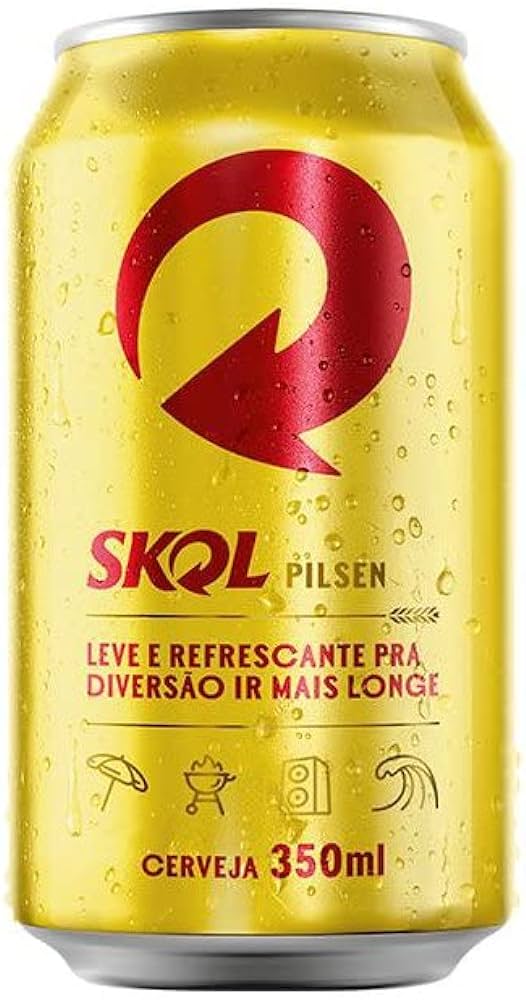 SKOL PILSEN
LEVE E REFRESCANTE PRA
DIVERSÃO IR MAIS LONGE
CERVEJA 350ml